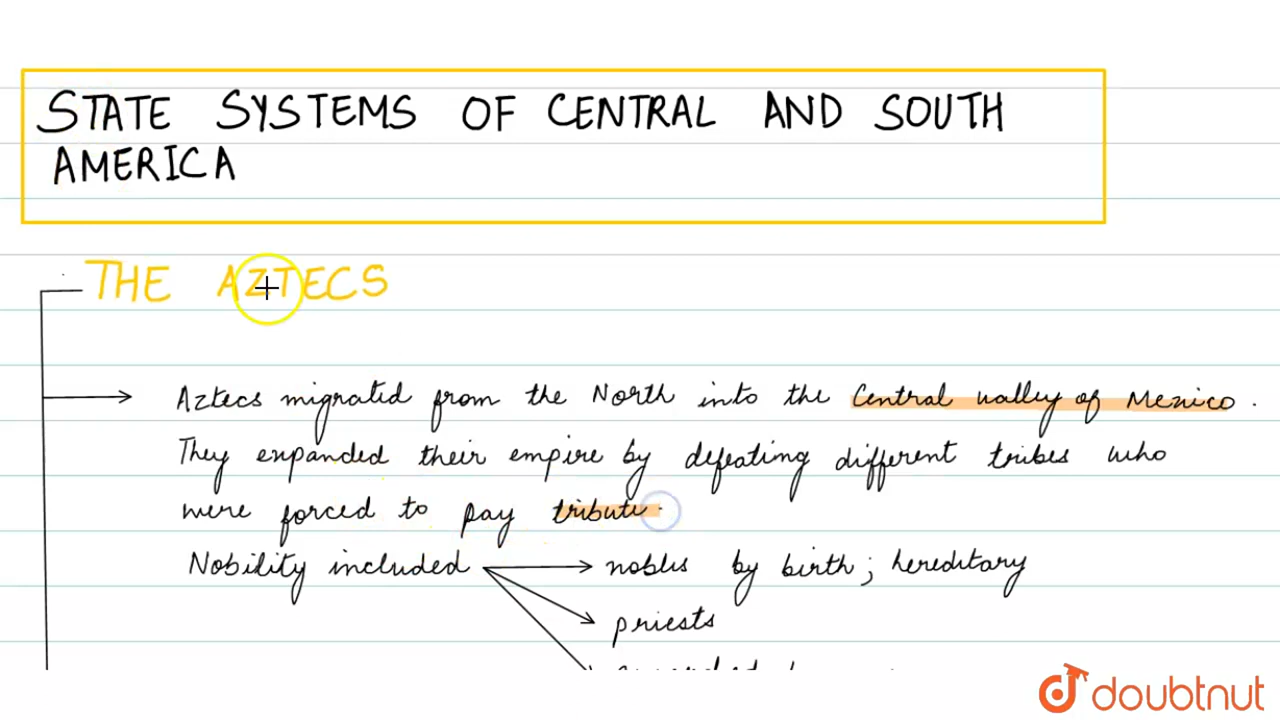 STATE SYSTEMS OF CENTRAL AND SOUTH
AMERICA
THE AZTECS
Aztecs migrated from the North into the Central valley of Mexico.
They expanded their empire by defeating different tribes who
were forced to pay tribute.
Nobility included → nobles by birth; hereditary
priests
doubtnut